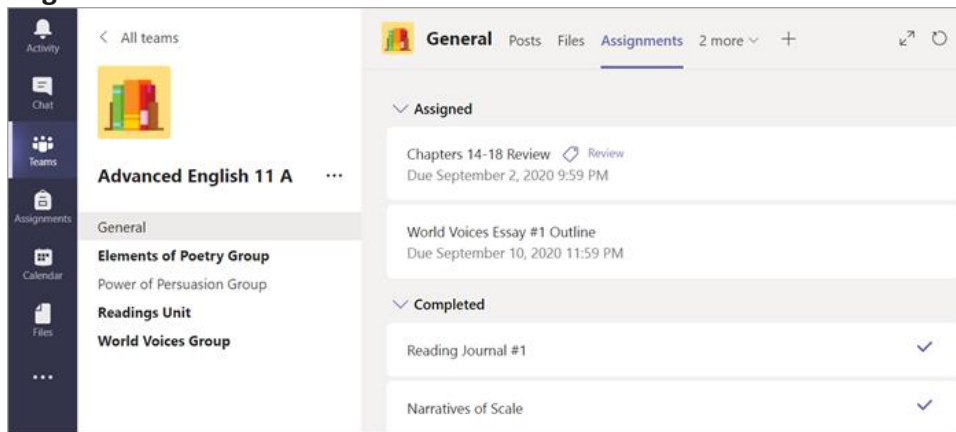 Activity
Chat
Teams
Assignments
Calendar
Files
All teams
Advanced English 11 A
General
Elements of Poetry Group
Power of Persuasion Group
Readings Unit
World Voices Group
General Posts Files Assignments 2 more
Assigned
Chapters 14-18 Review Review
Due September 2, 2020 9:59 PM
World Voices Essay #1 Outline
Due September 10, 2020 11:59 PM
Completed
Reading Journal #1
Narratives of Scale